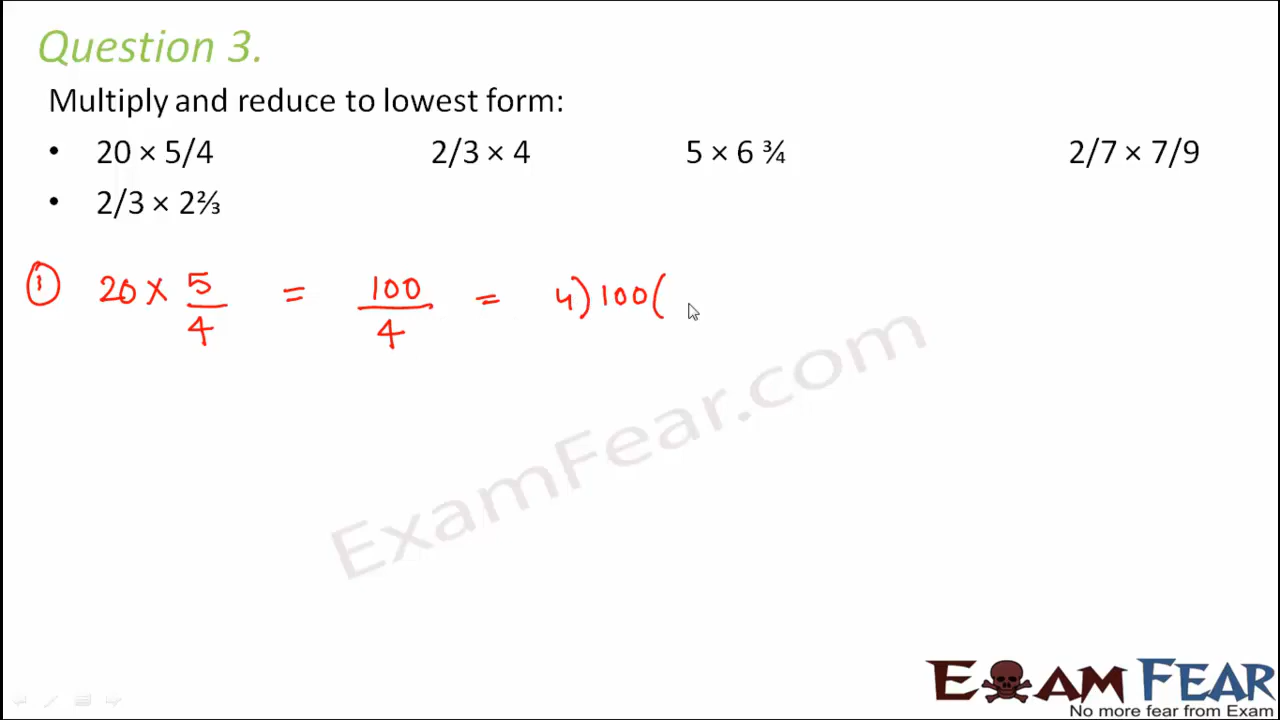 Question 3.
Multiply and reduce to lowest form:
• 20 × 5/4 2/3 × 4 5 × 6 ¾ 2/7 × 7/9
• 2/3 × 2⅔
① 20 × 5/4 = 100/4 = 4)100(
ExamFear.com
EXAM FEAR
No more fear from Exam